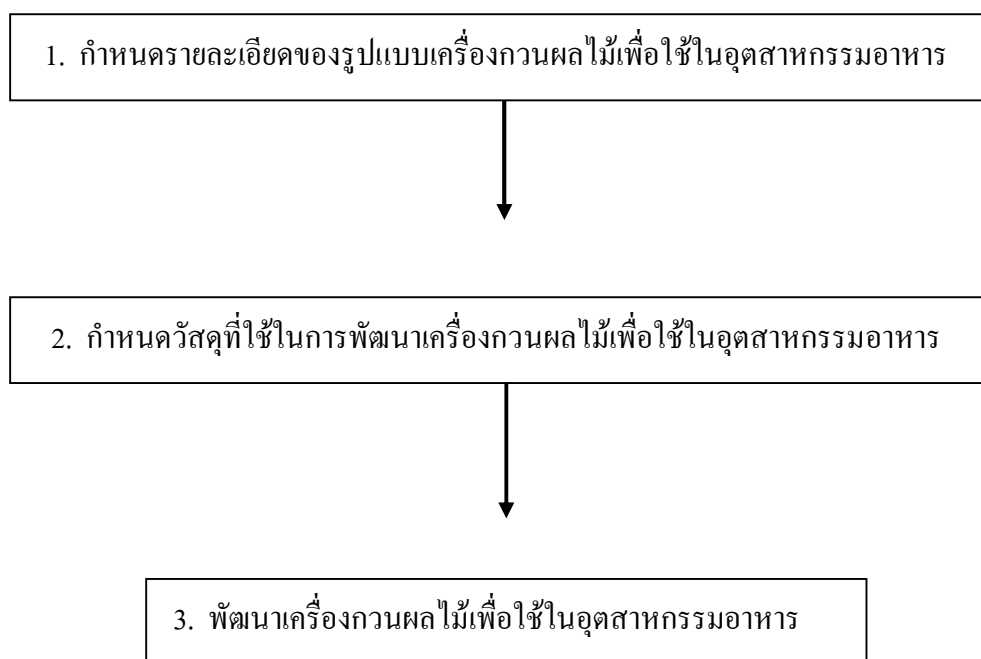 1. กำหนดรายละเอียดของรูปแบบเครื่องกวนผลไม้เพื่อใช้ในอุตสาหกรรมอาหาร
2. กำหนดวัสดุที่ใช้ในการพัฒนาเครื่องกวนผลไม้เพื่อใช้ในอุตสาหกรรมอาหาร
3. พัฒนาเครื่องกวนผลไม้เพื่อใช้ในอุตสาหกรรมอาหาร